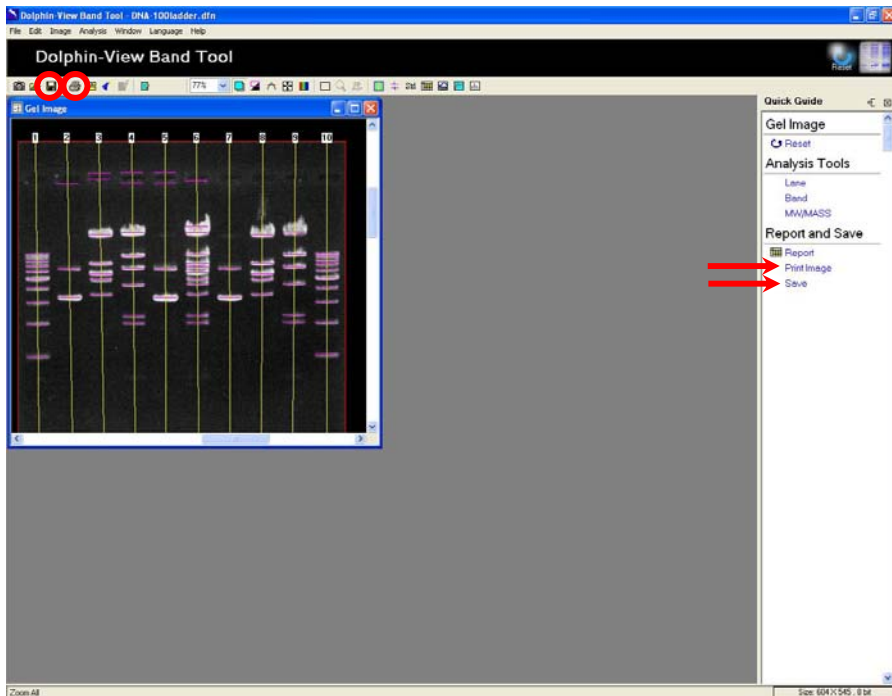 Dolphin-View Band Tool - DNA-100ladder.dfn
File Edit Image Analysis Window Language Help
Dolphin-View Band Tool
Reset
77%
Quick Guide
Gel Image
1 2 3 4 5 6 7 8 9 10
Gel Image
Reset
Analysis Tools
Lane
Band
MW/MASS
Report and Save
Report
Print Image
Save
Zoom All
Size: 604 X 545 , 8 bit